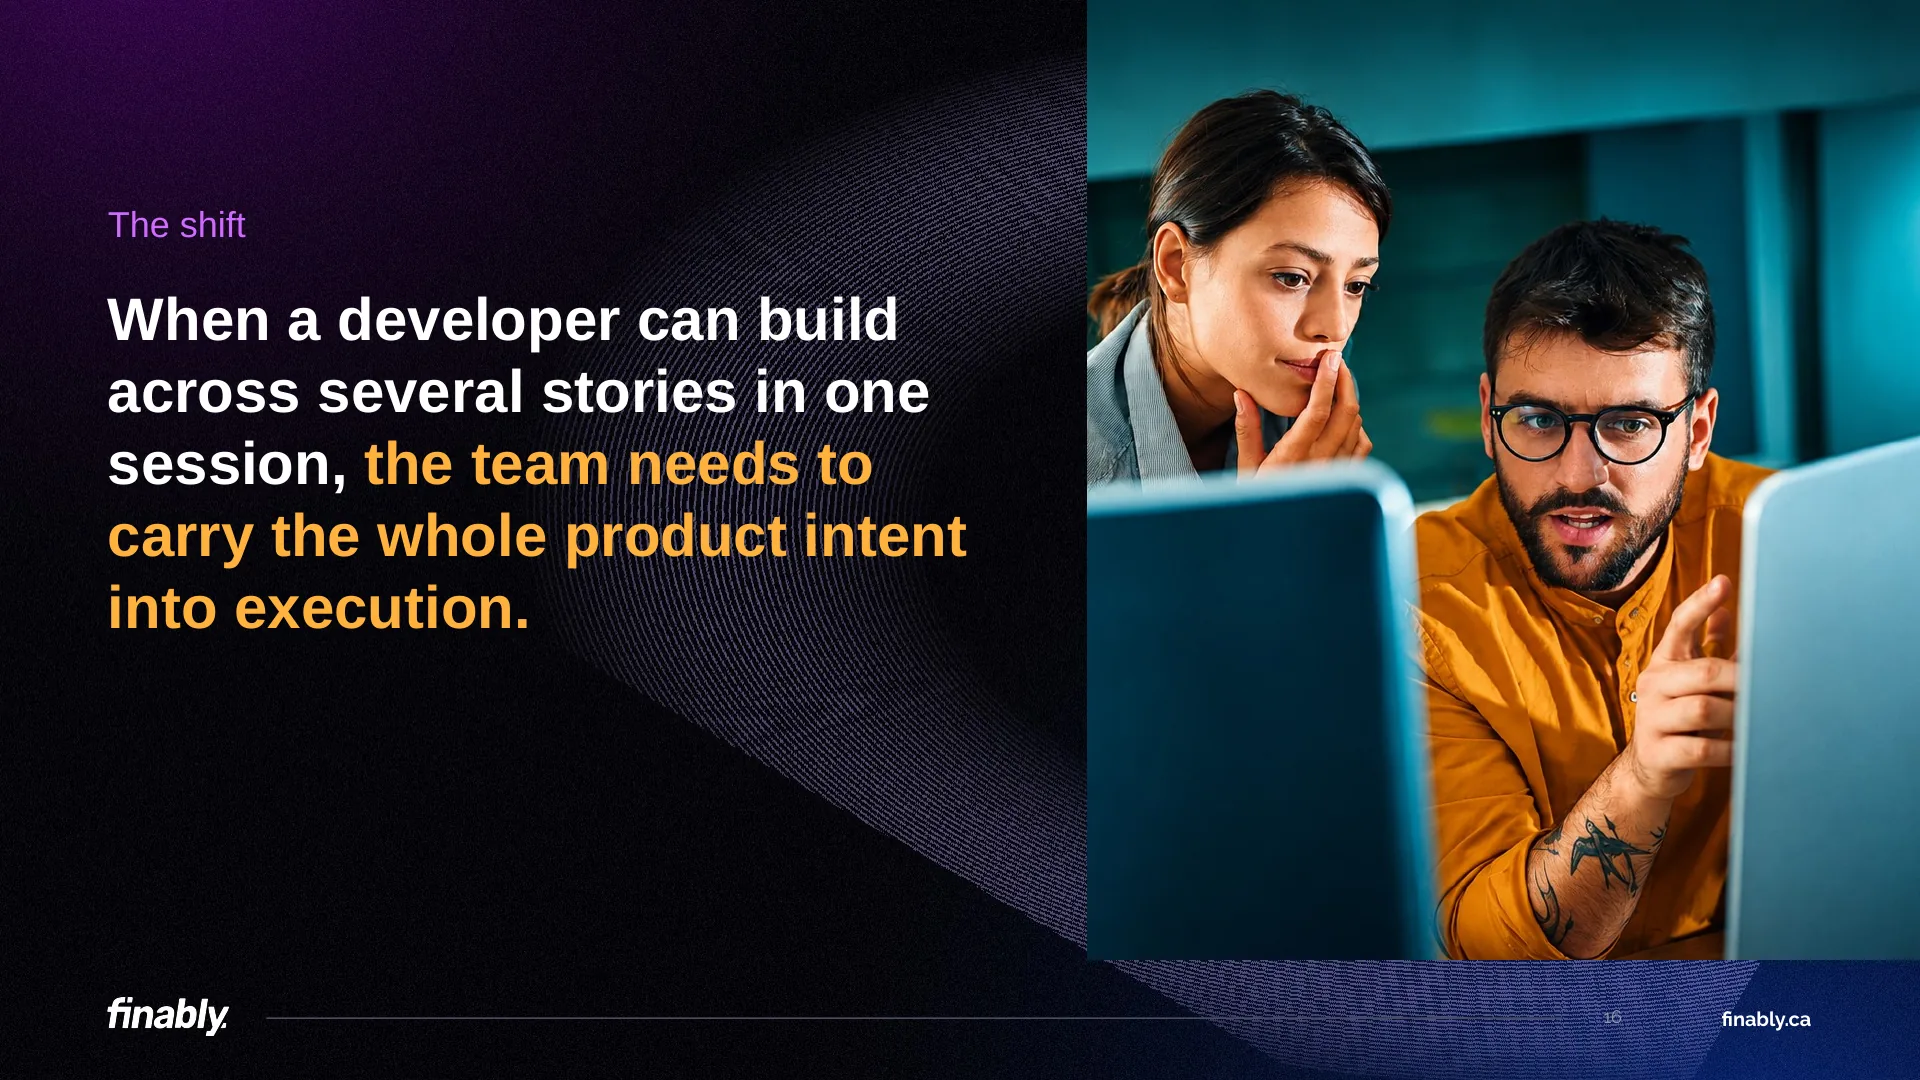 The shift
When a developer can build
across several stories in one
session, the team needs to
carry the whole product intent
into execution.
finably.
16
finably.ca